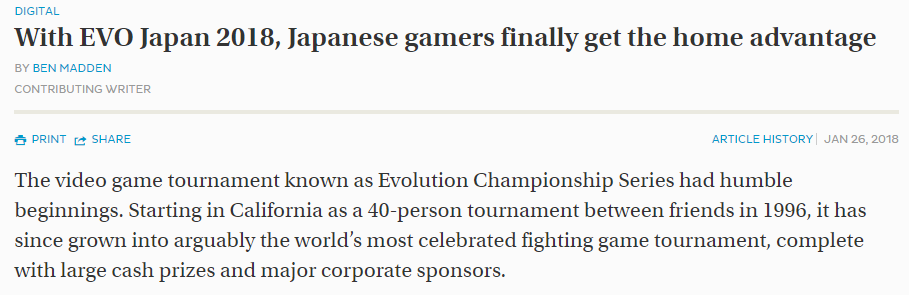 DIGITAL
With EVO Japan 2018, Japanese gamers finally get the home advantage
BY BEN MADDEN
CONTRIBUTING WRITER
PRINT SHARE ARTICLE HISTORY | JAN 26, 2018
The video game tournament known as Evolution Championship Series had humble
beginnings. Starting in California as a 40-person tournament between friends in 1996, it has
since grown into arguably the world’s most celebrated fighting game tournament, complete
with large cash prizes and major corporate sponsors.